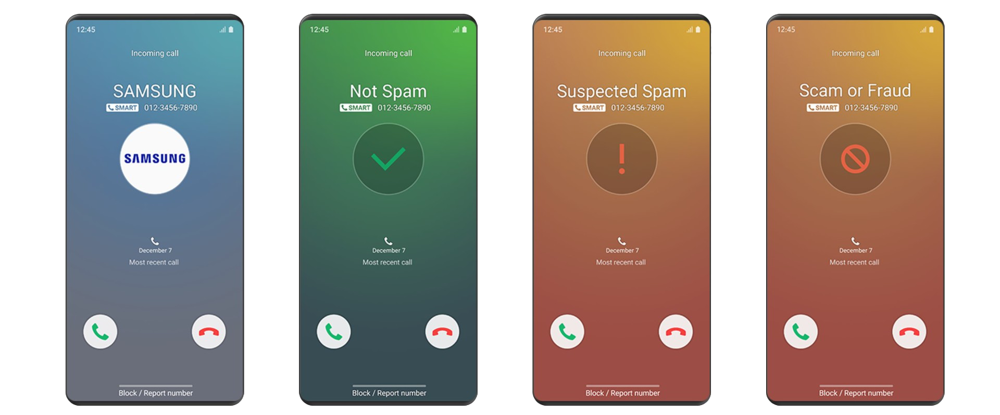 12:45
Incoming call
SAMSUNG
SMART 012-3456-7890
SAMSUNG
December 7
Most recent call
Block / Report number
12:45
Incoming call
Not Spam
SMART 012-3456-7890
December 7
Most recent call
Block / Report number
12:45
Incoming call
Suspected Spam
SMART 012-3456-7890
December 7
Most recent call
Block / Report number
12:45
Incoming call
Scam or Fraud
SMART 012-3456-7890
December 7
Most recent call
Block / Report number